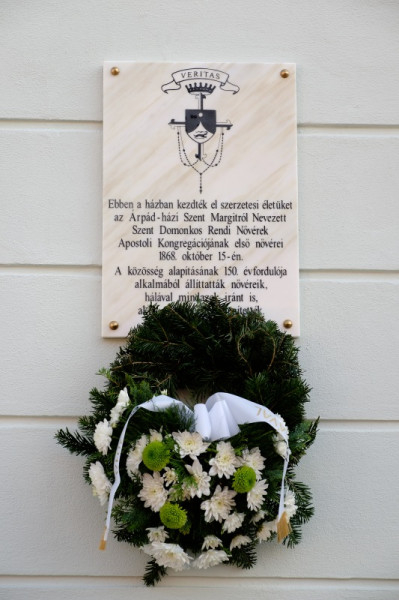 VERITAS
Ebben a házban kezdték el szerzetesi életüket
az Árpád-házi Szent Margitról Nevezett
Szent Domonkos Rendi Nővérek
Apostoli Kongregációjának első nővérei
1868. október 15-én.
A közösség alapításának 150. évfordulója
alkalmából állíttatták nővéreik,
hálával iránt is,